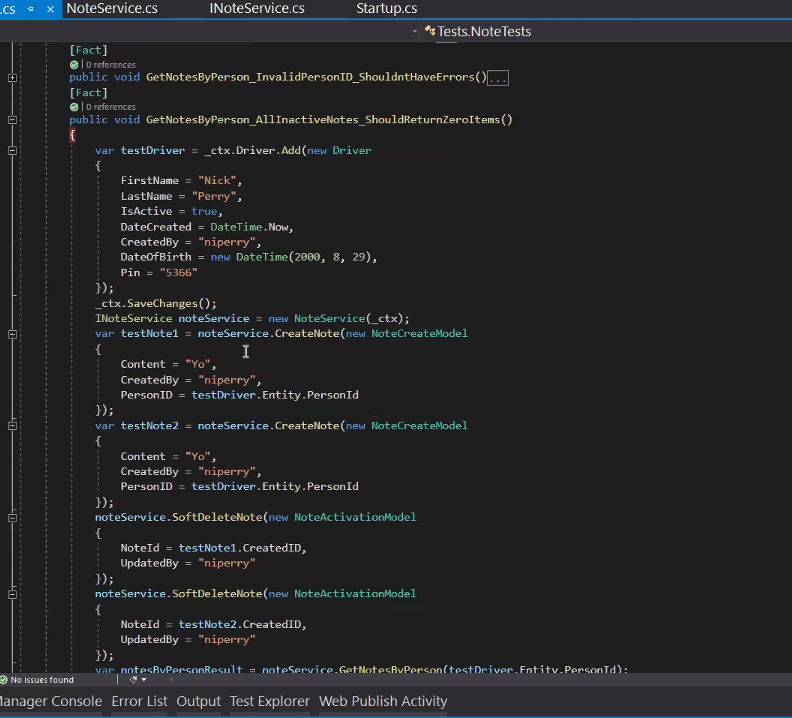 .cs NoteService.cs INoteService.cs Startup.cs
Tests.NoteTests
[Fact]
0 references
public void GetNotesByPerson_InvalidPersonID_ShouldntHaveErrors()...
[Fact]
0 references
public void GetNotesByPerson_AllInactiveNotes_ShouldReturnZeroItems()
{
var testDriver = _ctx.Driver.Add(new Driver
{
FirstName = "Nick",
LastName = "Perry",
IsActive = true,
DateCreated = DateTime.Now,
CreatedBy = "niperry",
DateOfBirth = new DateTime(2000, 8, 29),
Pin = "5366"
});
_ctx.SaveChanges();
INoteService noteService = new NoteService(_ctx);
var testNote1 = noteService.CreateNote(new NoteCreateModel
{
Content = "Yo",
CreatedBy = "niperry",
PersonID = testDriver.Entity.PersonId
});
var testNote2 = noteService.CreateNote(new NoteCreateModel
{
Content = "Yo",
CreatedBy = "niperry",
PersonID = testDriver.Entity.PersonId
});
noteService.SoftDeleteNote(new NoteActivationModel
{
NoteId = testNote1.CreatedID,
UpdatedBy = "niperry"
});
noteService.SoftDeleteNote(new NoteActivationModel
{
NoteId = testNote2.CreatedID,
UpdatedBy = "niperry"
});
var notesByPersonResult = noteService.GetNotesByPerson(testDriver.Entity.PersonId);
No issues found
Manager Console Error List Output Test Explorer Web Publish Activity